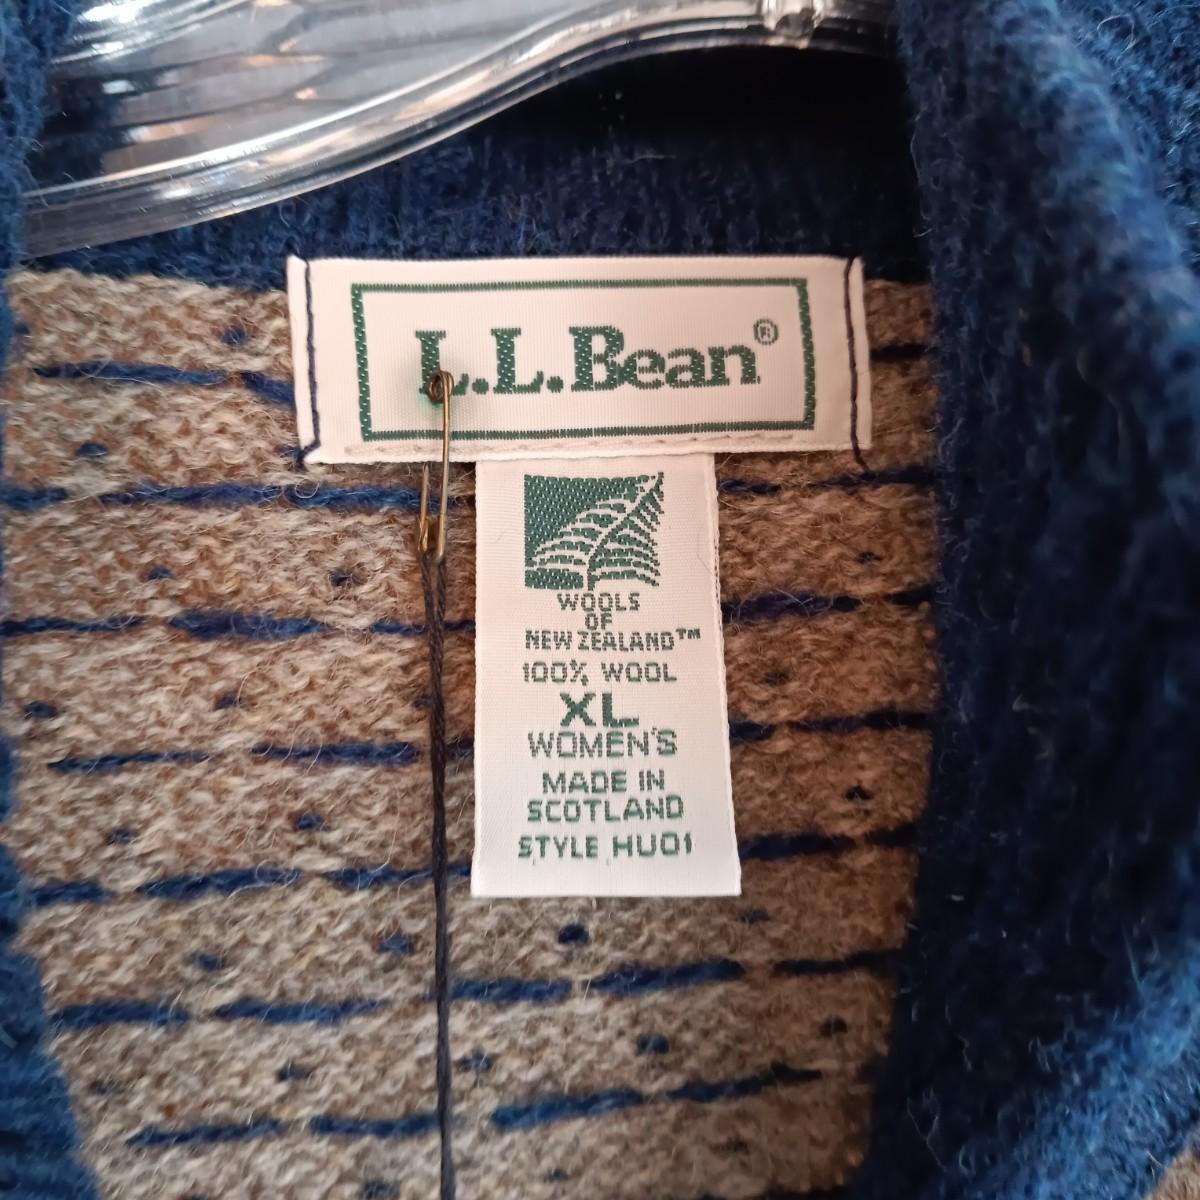 L.L.Bean®
WOOLS
OF
NEW ZEALAND™
100% WOOL
XL
WOMEN'S
MADE IN
SCOTLAND
STYLE HU01